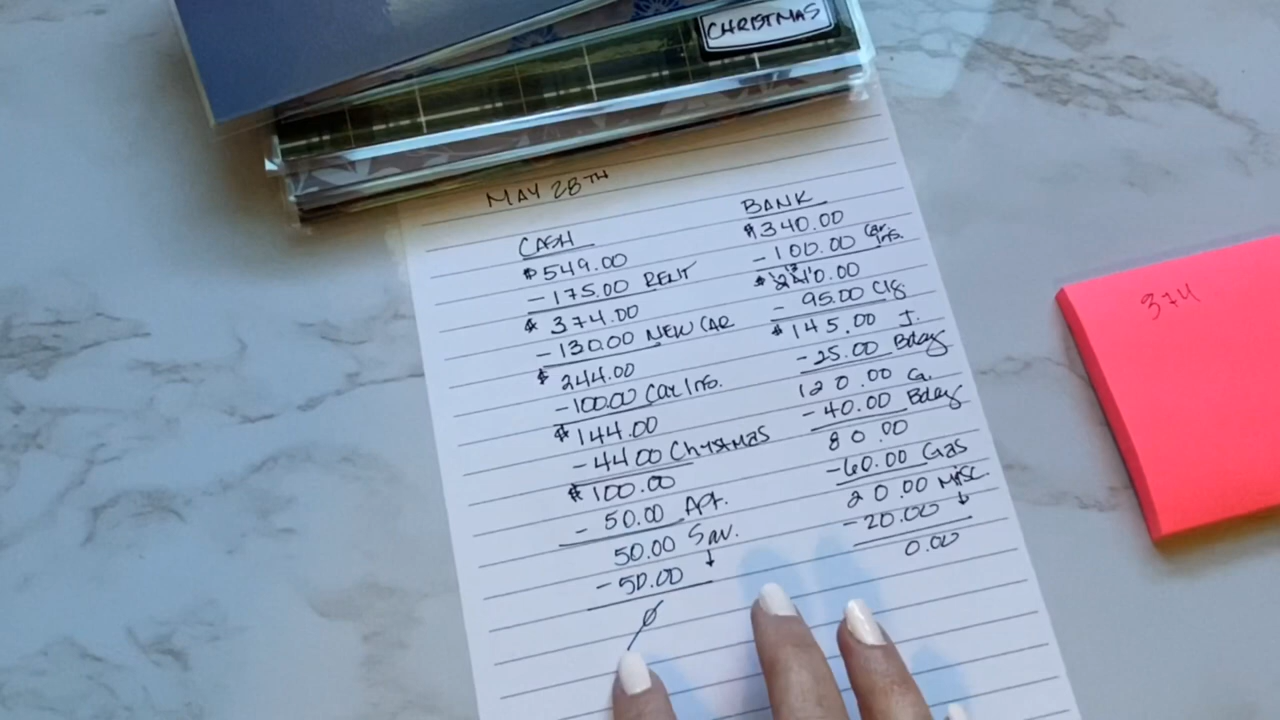 CHRISTMAS
MAY 28TH
CASH
$549.00
-175.00 RENT
$374.00
-130.00 NEW CAR
$244.00
-100.00 Car Ins.
$144.00
-44.00 Christmas
$100.00
-50.00 Apt.
50.00 Sav.
-50.00 ↓
Ø
BANK
$340.00
-100.00 Car Ins.
$240.00
-95.00 Clg.
$145.00 J.
-25.00 Bday
120.00 G.
-40.00 Bday
80.00
-60.00 Gas
20.00 MISC.
-20.00 ↓
0.00
374